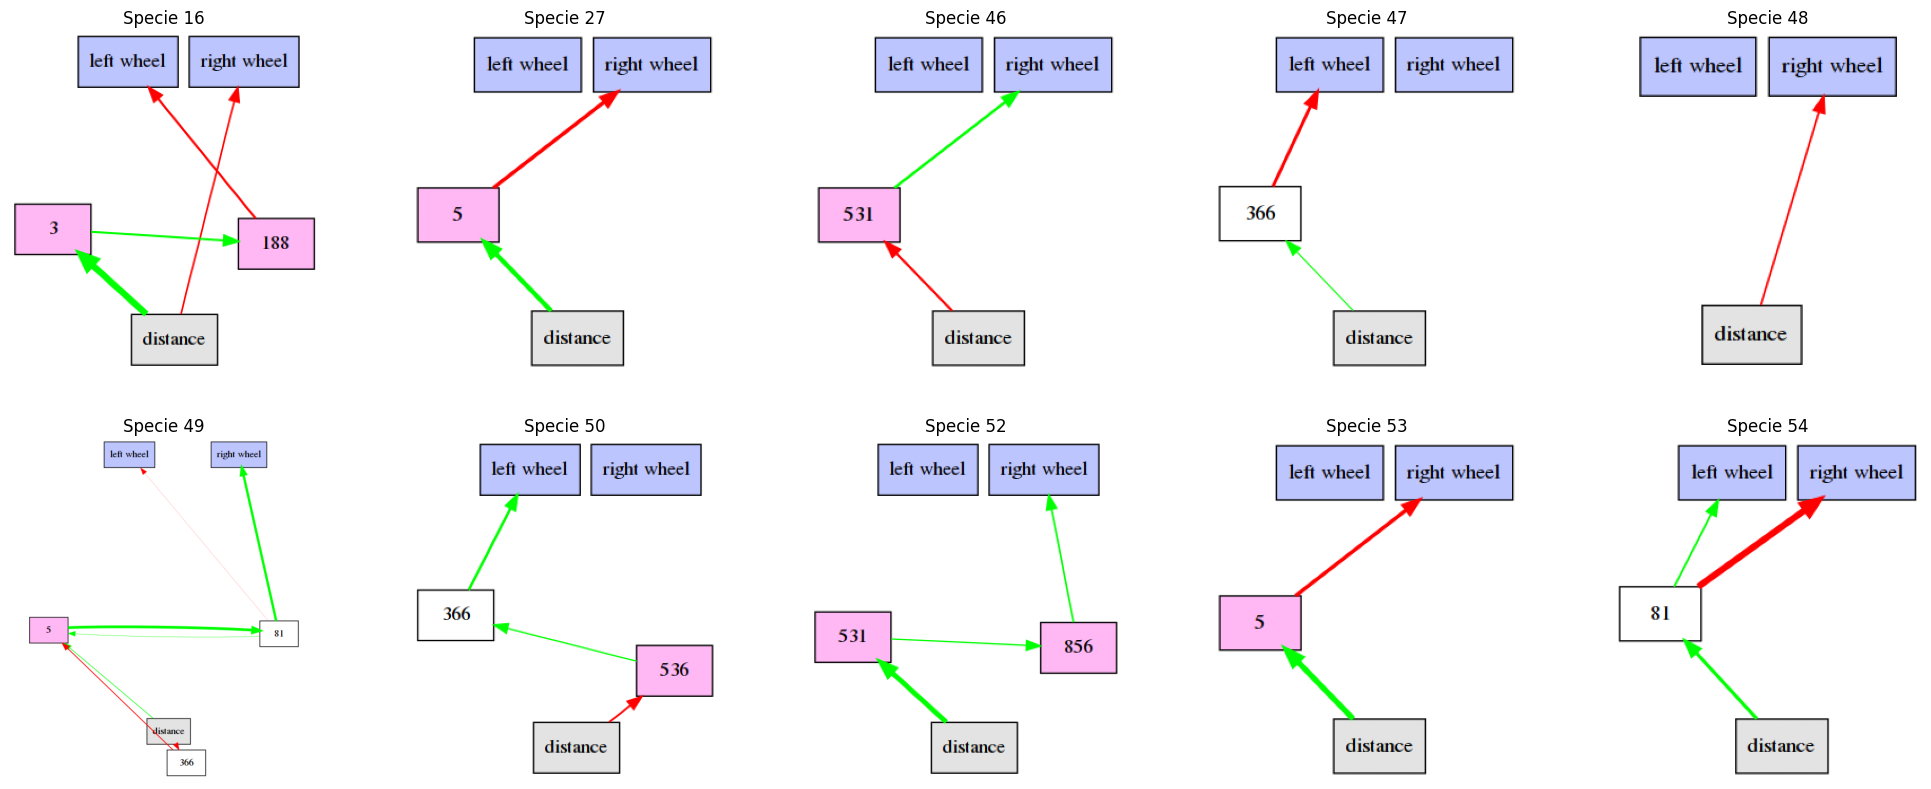 Specie 16
left wheel
right wheel
3
188
distance
Specie 27
left wheel
right wheel
5
distance
Specie 46
left wheel
right wheel
531
distance
Specie 47
left wheel
right wheel
366
distance
Specie 48
left wheel
right wheel
distance
Specie 49
left wheel
right wheel
5
81
distance
366
Specie 50
left wheel
right wheel
366
536
distance
Specie 52
left wheel
right wheel
531
856
distance
Specie 53
left wheel
right wheel
5
distance
Specie 54
left wheel
right wheel
81
distance